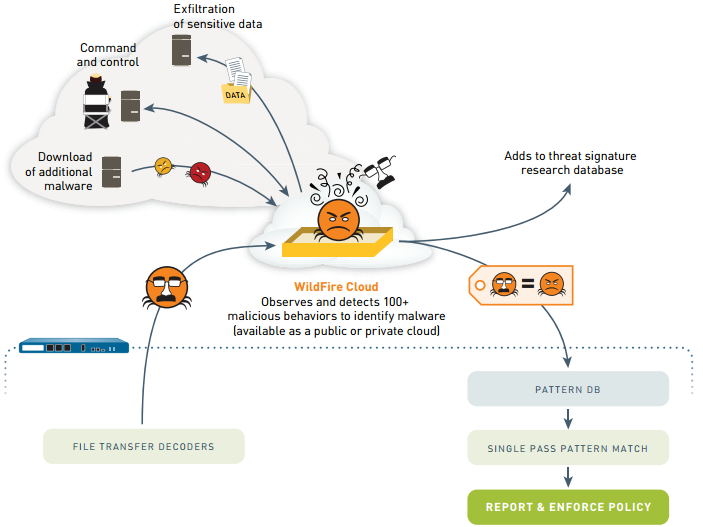 Exfiltration
of sensitive data
Command
and control
DATA
Download
of additional
malware
Adds to threat signature
research database
WildFire Cloud
Observes and detects 100+
malicious behaviors to identify malware
(available as a public or private cloud)
=
PATTERN DB
FILE TRANSFER DECODERS
SINGLE PASS PATTERN MATCH
REPORT & ENFORCE POLICY